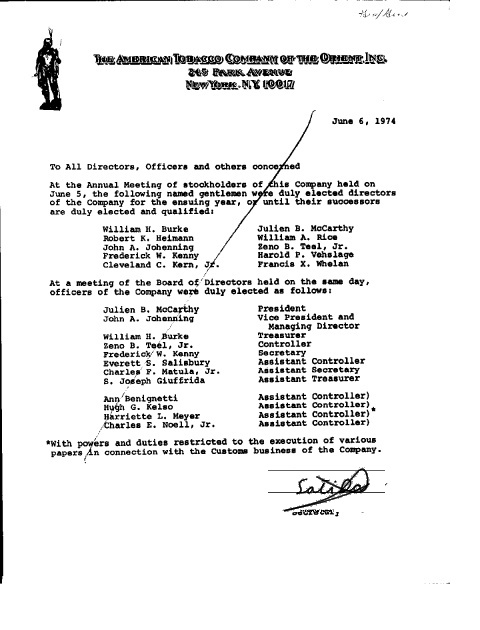 The American Tobacco Company of the Orient Inc.
245 Park Avenue
New York, N.Y. 10017
June 6, 1974
To All Directors, Officers and others concerned
At the Annual Meeting of stockholders of this Company held on
June 5, the following named gentlemen were duly elected directors
of the Company for the ensuing year, or until their successors
are duly elected and qualified:
William H. Burke Julien B. McCarthy
Robert K. Heimann William A. Rice
John A. Johenning Zeno B. Teel, Jr.
Frederick W. Kenny Harold P. Vehslage
Cleveland C. Kern, Jr. Francis X. Whelan
At a meeting of the Board of Directors held on the same day,
officers of the Company were duly elected as follows:
Julien B. McCarthy President
John A. Johenning Vice President and
Managing Director
William H. Burke Treasurer
Zeno B. Teel, Jr. Controller
Frederick W. Kenny Secretary
Everett S. Salisbury Assistant Controller
Charles F. Matula, Jr. Assistant Secretary
S. Joseph Giuffrida Assistant Treasurer
Ann Benignetti Assistant Controller)
Hugh G. Kelso Assistant Controller)
Harriette L. Meyer Assistant Controller)*
Charles E. Noell, Jr. Assistant Controller)
*With powers and duties restricted to the execution of various
papers in connection with the Customs business of the Company.